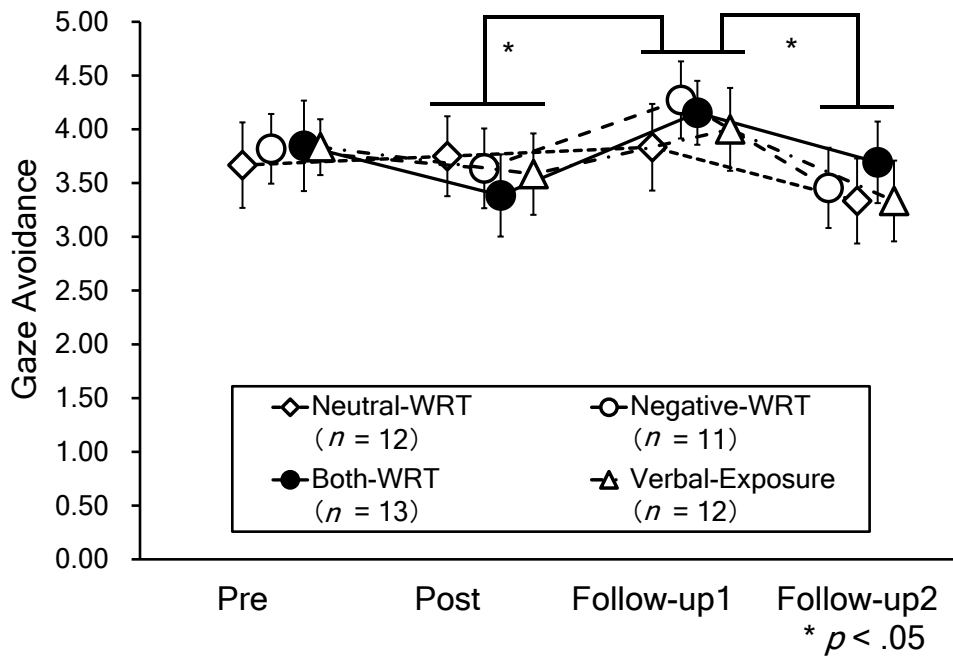 5.00
4.50
4.00
3.50
3.00
2.50
2.00
1.50
1.00
0.50
0.00
Gaze Avoidance
*
*
Neutral-WRT
(n = 12)
Negative-WRT
(n = 11)
Both-WRT
(n = 13)
Verbal-Exposure
(n = 12)
Pre
Post
Follow-up1
Follow-up2
* p < .05